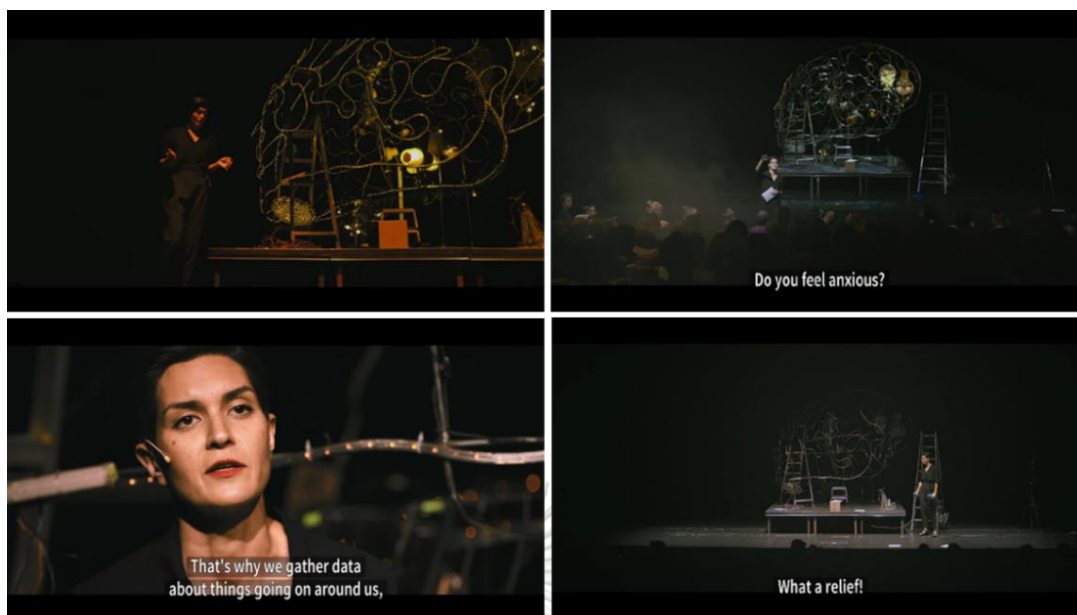 Do you feel anxious?
That's why we gather data
about things going on around us,
What a relief!